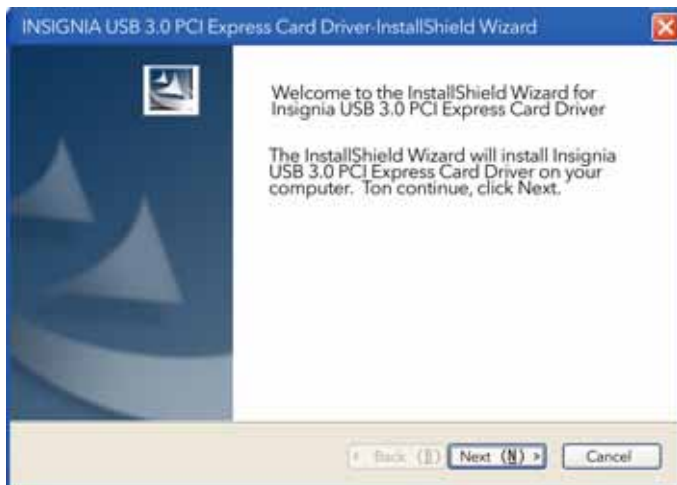 INSIGNIA USB 3.0 PCI Express Card Driver-InstallShield Wizard
Welcome to the InstallShield Wizard for
Insignia USB 3.0 PCI Express Card Driver
The InstallShield Wizard will install Insignia
USB 3.0 PCI Express Card Driver on your
computer. Ton continue, click Next.
< Back (B) Next (N) > Cancel